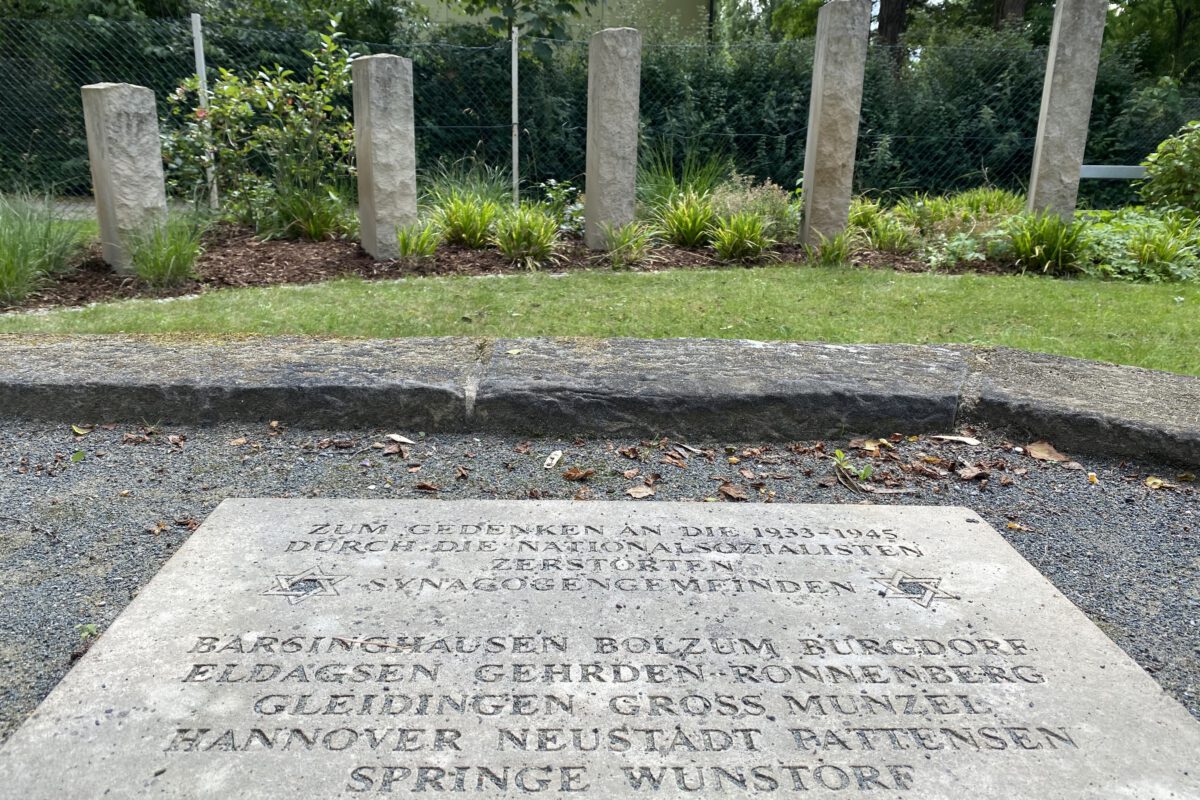 ZUM GEDENKEN AN DIE 1933-1945
DURCH DIE NATIONALSOZIALISTEN
ZERSTÖRTEN
SYNAGOGENGEMEINDEN
BARSINGHAUSEN BOLZUM BURGDORF
ELDAGSEN GEHRDEN-RONNENBERG
GLEIDINGEN GROSS MUNZEL
HANNOVER NEUSTADT PATTENSEN
SPRINGE WUNSTORF